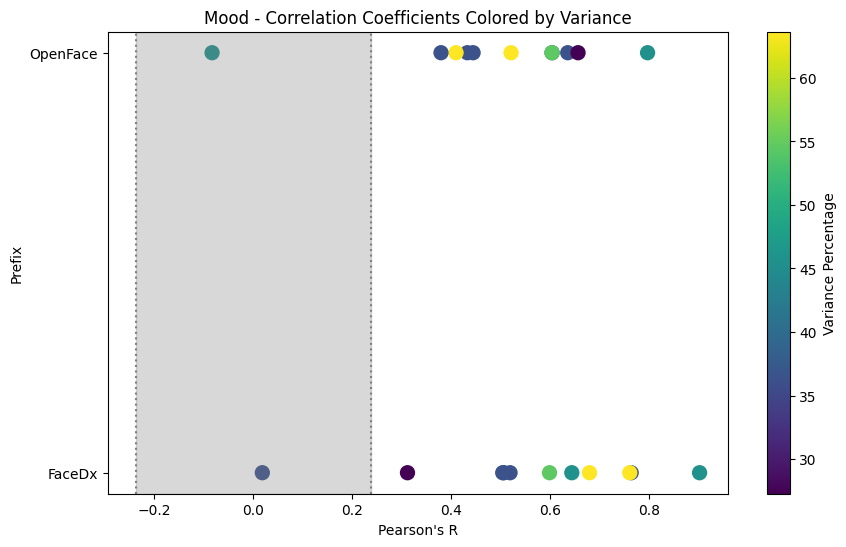 Mood - Correlation Coefficients Colored by Variance
OpenFace
FaceDx
Prefix
−0.2
0.0
0.2
0.4
0.6
0.8
Pearson's R
60
55
50
45
40
35
30
Variance Percentage